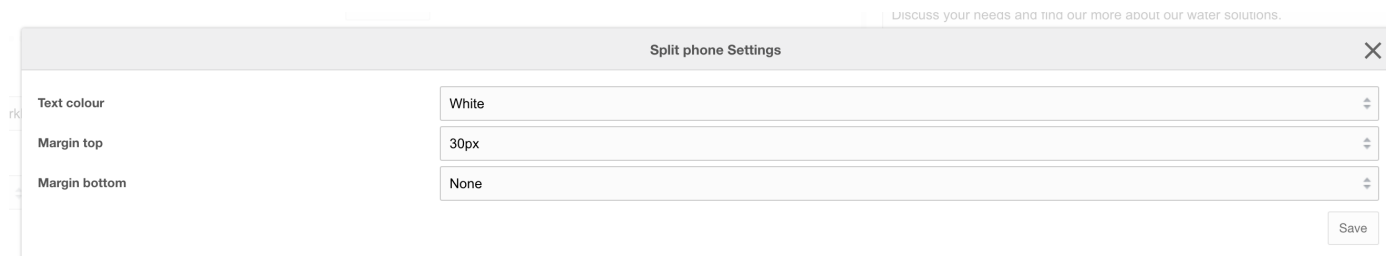 Discuss your needs and find our more about our water solutions.
Split phone Settings
Text colour
White
Margin top
30px
Margin bottom
None
Save